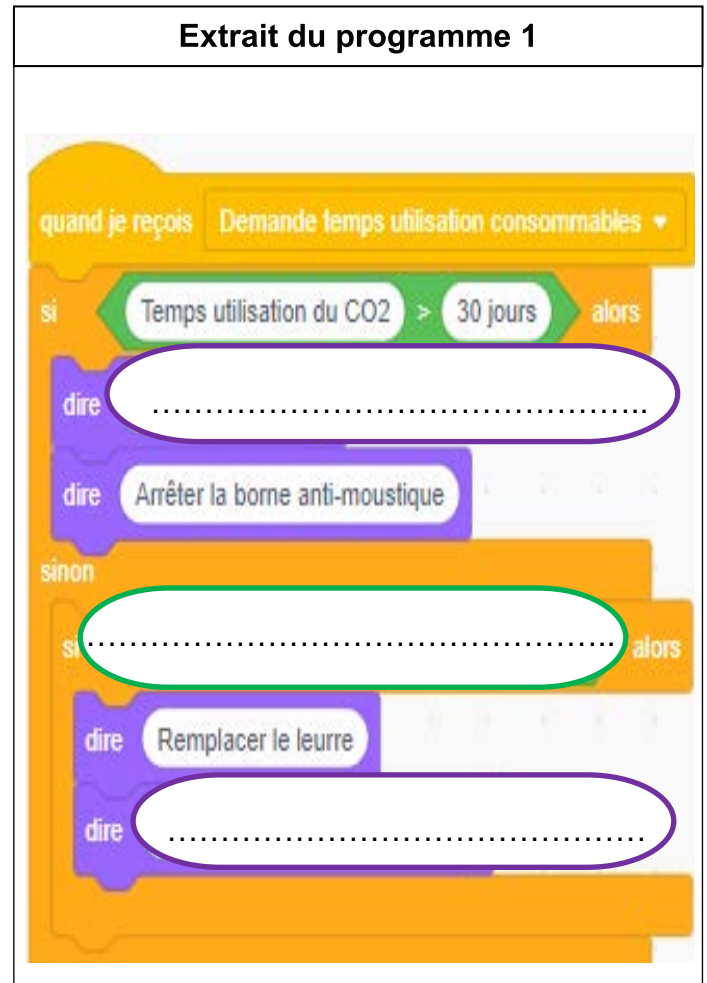 Extrait du programme 1
quand je reçois Demande temps utilisation consommables
si Temps utilisation du CO2 > 30 jours alors
dire ……………………………………………..
dire Arrêter la borne anti-moustique
sinon
si …………………………………………….. alors
dire Remplacer le leurre
dire ………………………………………